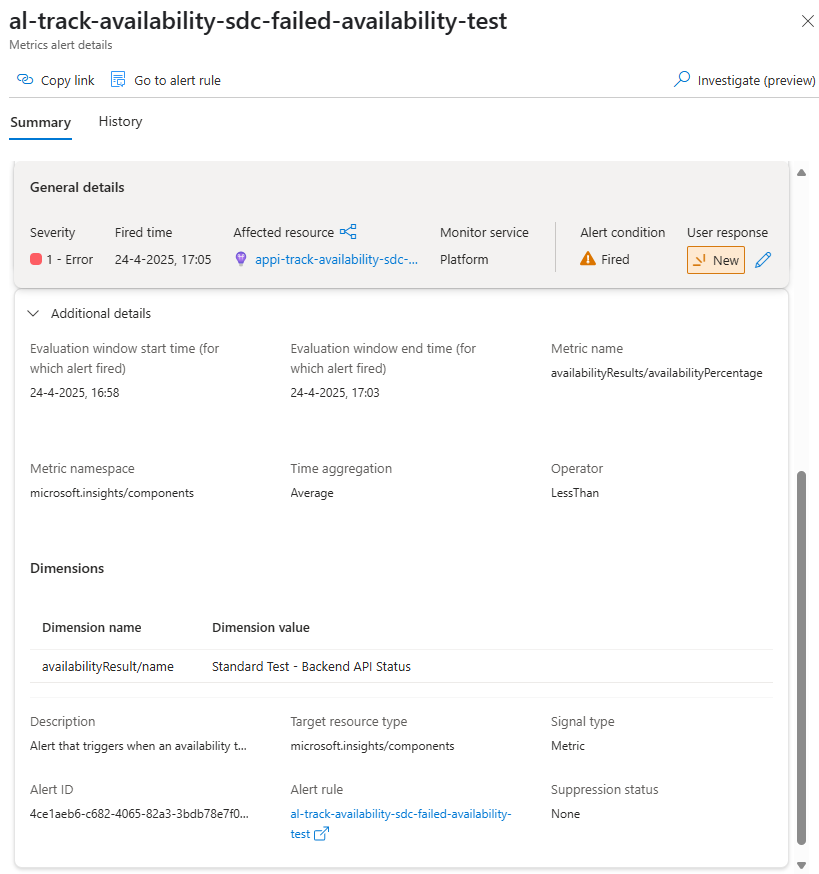 al-track-availability-sdc-failed-availability-test
Metrics alert details
Copy link
Go to alert rule
Investigate (preview)
Summary
History
General details
Severity
Fired time
Affected resource
Monitor service
Alert condition
User response
1 - Error
24-4-2025, 17:05
appi-track-availability-sdc-...
Platform
Fired
New
Additional details
Evaluation window start time (for
which alert fired)
24-4-2025, 16:58
Evaluation window end time (for
which alert fired)
24-4-2025, 17:03
Metric name
availabilityResults/availabilityPercentage
Metric namespace
microsoft.insights/components
Time aggregation
Average
Operator
LessThan
Dimensions
Dimension name
Dimension value
availabilityResult/name
Standard Test - Backend API Status
Description
Alert that triggers when an availability t...
Target resource type
microsoft.insights/components
Signal type
Metric
Alert ID
4ce1aeb6-c682-4065-82a3-3bdb78e7f0...
Alert rule
al-track-availability-sdc-failed-availability-
test
Suppression status
None